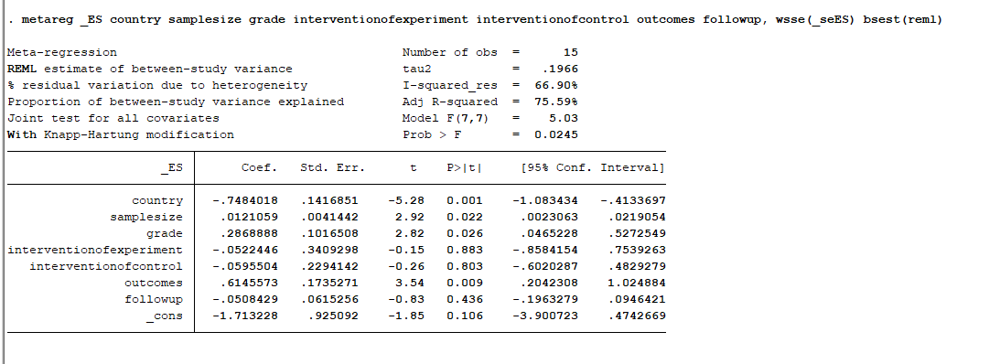 . metareg _ES country samplesize grade interventionofexperiment interventionofcontrol outcomes followup, wsse(_seES) bsest(reml)
Meta-regression Number of obs = 15
REML estimate of between-study variance tau2 = .1966
% residual variation due to heterogeneity I-squared_res = 66.90%
Proportion of between-study variance explained Adj R-squared = 75.59%
Joint test for all covariates Model F(7,7) = 5.03
With Knapp-Hartung modification Prob > F = 0.0245
_ES Coef. Std. Err. t P>|t| [95% Conf. Interval]
country -.7484018 .1416851 -5.28 0.001 -1.083434 -.4133697
samplesize .0121059 .0041442 2.92 0.022 .0023063 .0219054
grade .2868888 .1016508 2.82 0.026 .0465228 .5272549
interventionofexperiment -.0522446 .3409298 -0.15 0.883 -.8584154 .7539263
interventionofcontrol -.0595504 .2294142 -0.26 0.803 -.6020287 .4829279
outcomes .6145573 .1735271 3.54 0.009 .2042308 1.024884
followup -.0508429 .0615256 -0.83 0.436 -.1963279 .0946421
_cons -1.713228 .925092 -1.85 0.106 -3.900723 .4742669